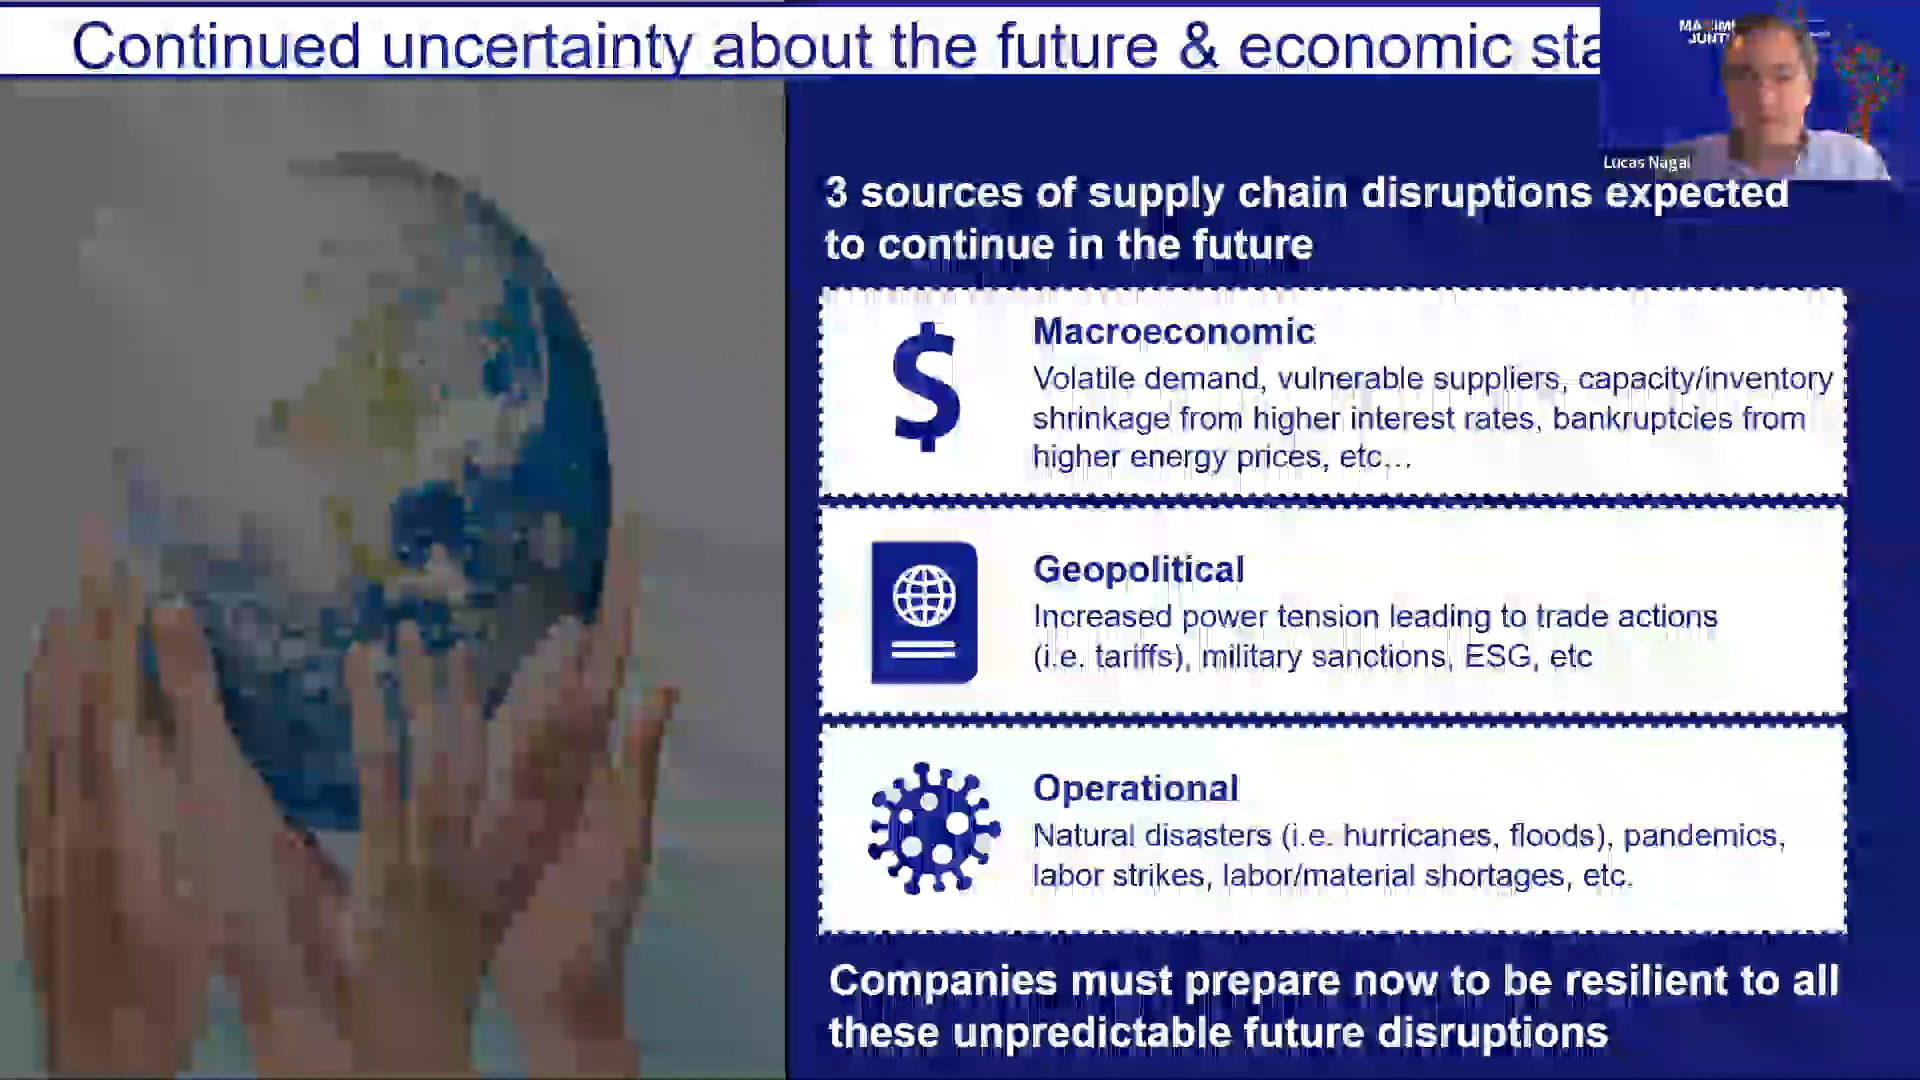 Continued uncertainty about the future & economic
Lucas Nagai
3 sources of supply chain disruptions expected
to continue in the future
Macroeconomic
Volatile demand, vulnerable suppliers, capacity/inventory
shrinkage from higher interest rates, bankruptcies from
higher energy prices, etc...
Geopolitical
Increased power tension leading to trade actions
(i.e. tariffs), military sanctions, ESG, etc
Operational
Natural disasters (i.e. hurricanes, floods), pandemics,
labor strikes, labor/material shortages, etc.
Companies must prepare now to be resilient to all
these unpredictable future disruptions